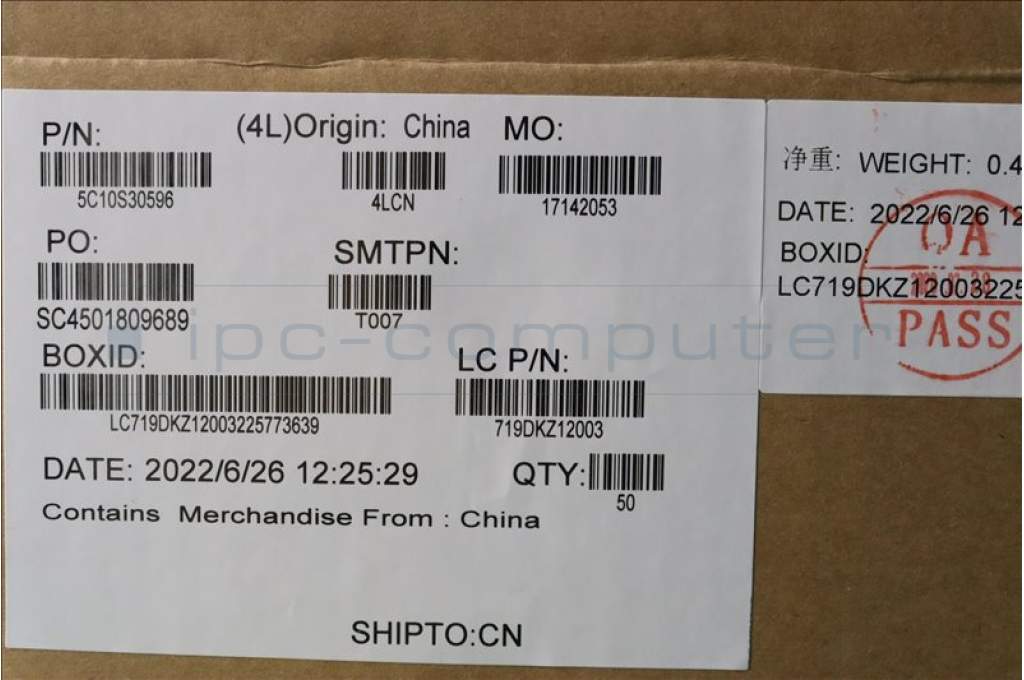 P/N: (4L)Origin: China MO:
5C10S30596 4LCN 17142053
PO: SMTPN:
SC4501809689 T007
BOXID: LC P/N:
LC719DKZ12003225773639 719DKZ12003
DATE: 2022/6/26 12:25:29 QTY:
50
Contains Merchandise From : China
SHIPTO:CN
净重: WEIGHT: 0.4
DATE: 2022/6/26 12
BOXID:
LC719DKZ12003225
QA
PASS
ipc-computer